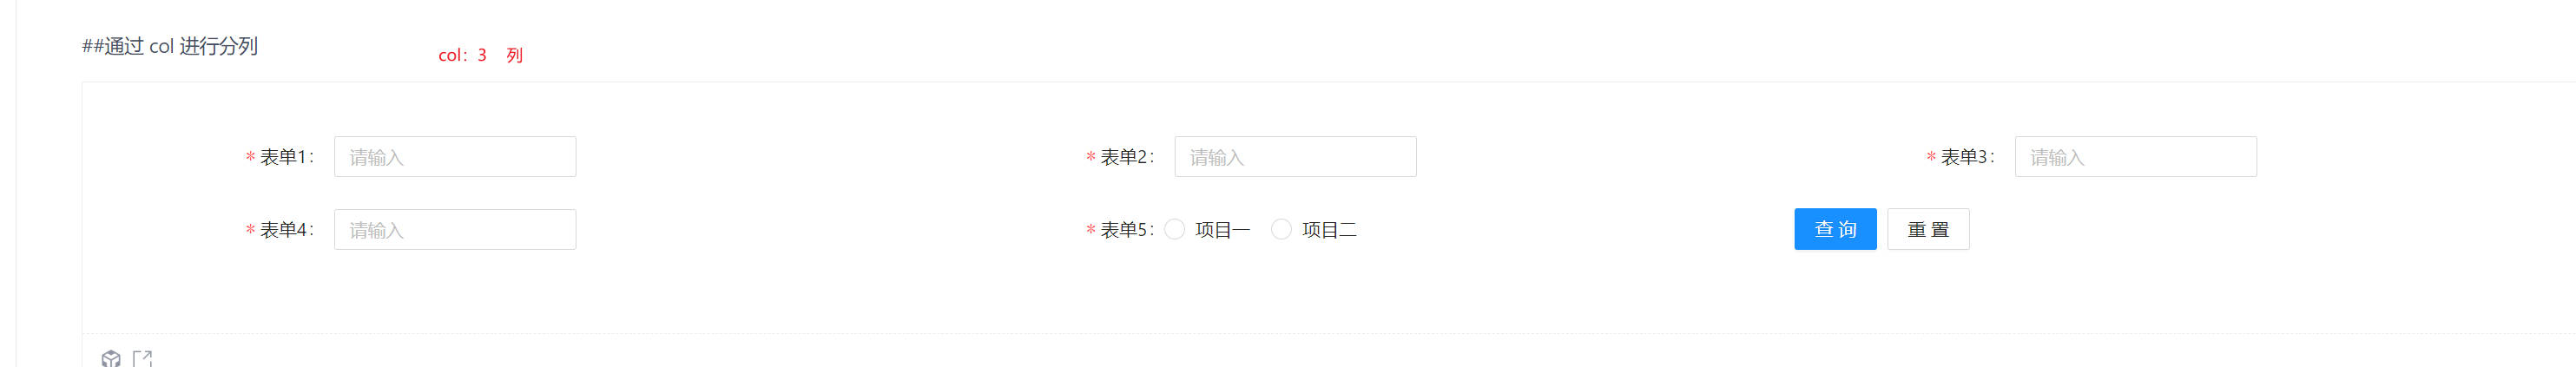 ##通过 col 进行分列
col：3 列
* 表单1： 请输入 * 表单2： 请输入 * 表单3： 请输入
* 表单4： 请输入 * 表单5： 项目一 项目二 查 询 重 置